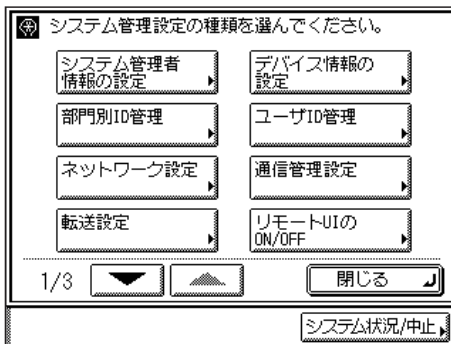 システム管理設定の種類を選んでください。
システム管理者
情報の設定
デバイス情報の
設定
部門別ID管理
ユーザID管理
ネットワーク設定
通信管理設定
転送設定
リモートUIの
ON/OFF
1/3
閉じる
システム状況/中止